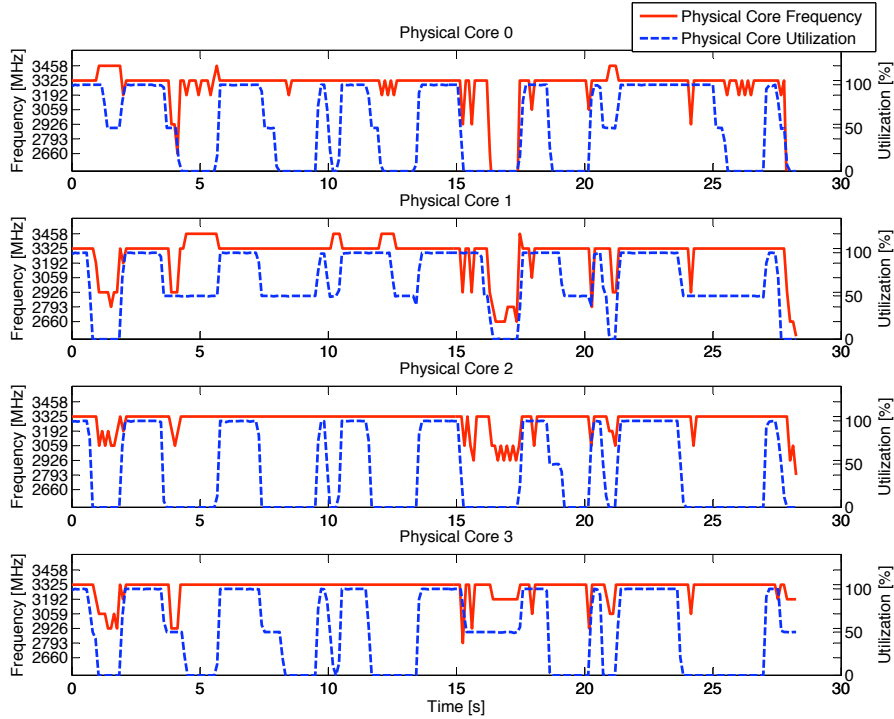 Physical Core Frequency
Physical Core Utilization
Physical Core 0
Frequency [MHz]
3458
3325
3192
3059
2926
2793
2660
Utilization [%]
100
50
0
0 5 10 15 20 25 30
Physical Core 1
Frequency [MHz]
3458
3325
3192
3059
2926
2793
2660
Utilization [%]
100
50
0
0 5 10 15 20 25 30
Physical Core 2
Frequency [MHz]
3458
3325
3192
3059
2926
2793
2660
Utilization [%]
100
50
0
0 5 10 15 20 25 30
Physical Core 3
Frequency [MHz]
3458
3325
3192
3059
2926
2793
2660
Utilization [%]
100
50
0
0 5 10 15 20 25 30
Time [s]